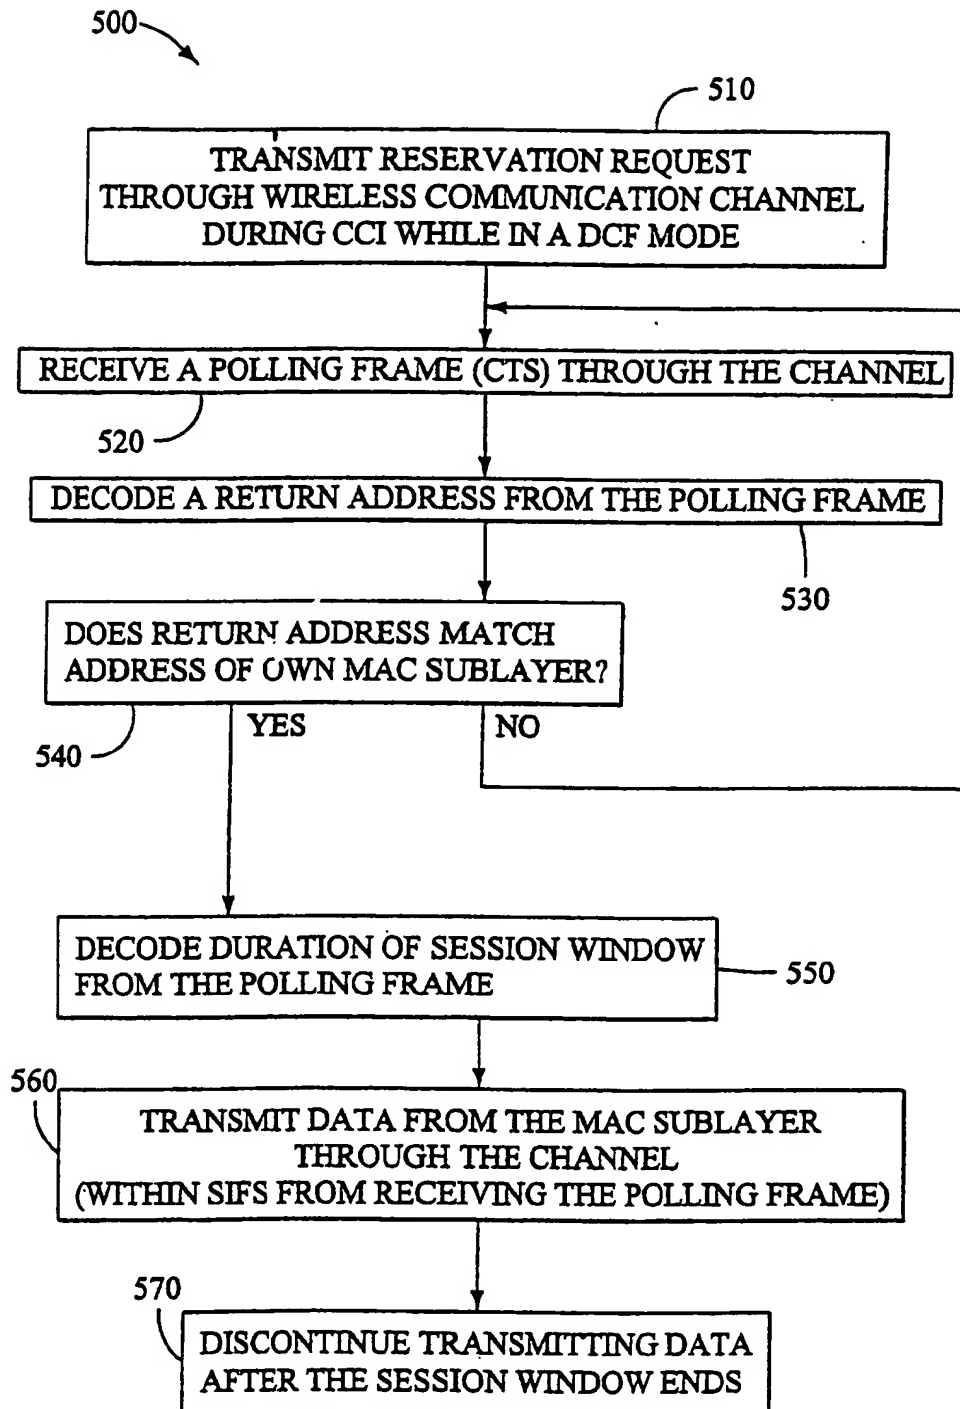 500
510
TRANSMIT RESERVATION REQUEST
THROUGH WIRELESS COMMUNICATION CHANNEL
DURING CCI WHILE IN A DCF MODE
RECEIVE A POLLING FRAME (CTS) THROUGH THE CHANNEL
520
DECODE A RETURN ADDRESS FROM THE POLLING FRAME
530
DOES RETURN ADDRESS MATCH
ADDRESS OF OWN MAC SUBLAYER?
540
YES
NO
DECODE DURATION OF SESSION WINDOW
FROM THE POLLING FRAME
550
560
TRANSMIT DATA FROM THE MAC SUBLAYER
THROUGH THE CHANNEL
(WITHIN SIFS FROM RECEIVING THE POLLING FRAME)
570
DISCONTINUE TRANSMITTING DATA
AFTER THE SESSION WINDOW ENDS